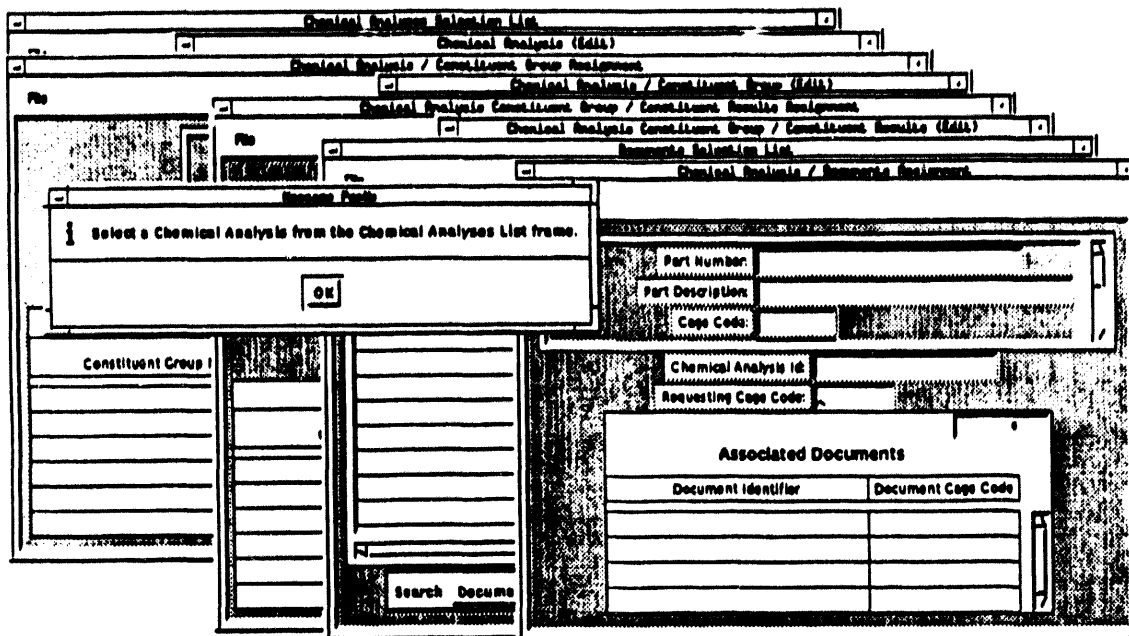 Chemical Analyses Selection List
Chemical Analysis (Edit)
Chemical Analysis / Constituent Group Assignment
File
Chemical Analysis / Constituent Group (Edit)
Chemical Analysis Constituent Group / Constituent Results Assignment
File
Chemical Analysis Constituent Group / Constituent Results (Edit)
Documents Selection List
Chemical Analysis / Documents Assignment
Message
i Select a Chemical Analysis from the Chemical Analyses List frame.
OK
Part Number:
Part Description:
Cage Code:
Constituent Group I
Chemical Analysis Id:
Requesting Cage Code:
Associated Documents
Document Identifier
Document Cage Code
Search Docume